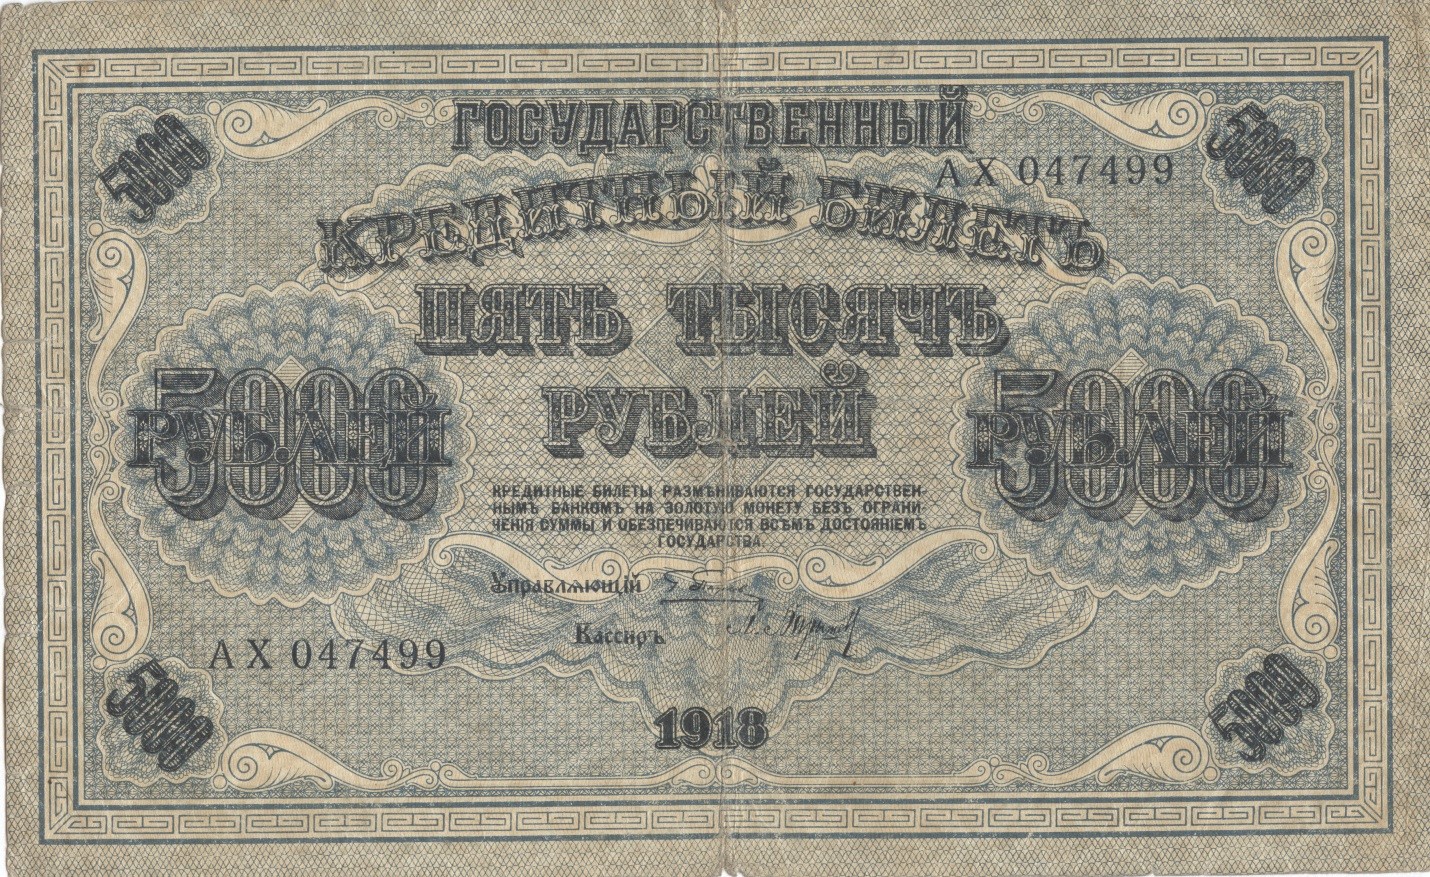 ГОСУДАРСТВЕННЫЙ
5000
5000
АХ 047499
КРЕДИТНЫЙ БИЛЕТЪ
ПЯТЬ ТЫСЯЧЪ
РУБЛЕЙ
5000
РУБЛЕЙ
5000
РУБЛЕЙ
КРЕДИТНЫЕ БИЛЕТЫ РАЗМѢНИВАЮТСЯ ГОСУДАРСТВЕН-
НЫМЪ БАНКОМЪ НА ЗОЛОТУЮ МОНЕТУ БЕЗЪ ОГРАНИ-
ЧЕНІЯ СУММЫ И ОБЕЗПЕЧИВАЮТСЯ ВСѢМЪ ДОСТОЯНІЕМЪ
ГОСУДАРСТВА.
Управляющій
Кассиръ
АХ 047499
1918
5000
5000